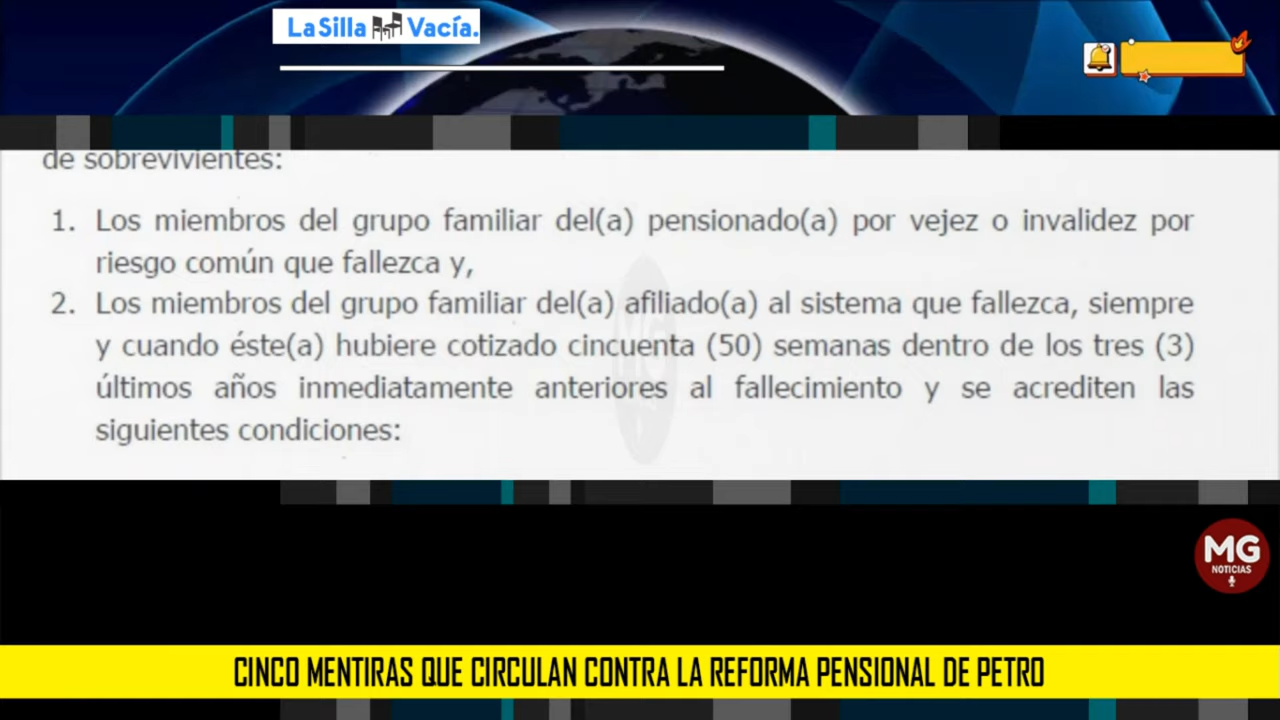 La Silla Vacía.
de sobrevivientes:
1. Los miembros del grupo familiar del(a) pensionado(a) por vejez o invalidez por
riesgo común que fallezca y,
2. Los miembros del grupo familiar del(a) afiliado(a) al sistema que fallezca, siempre
y cuando éste(a) hubiere cotizado cincuenta (50) semanas dentro de los tres (3)
últimos años inmediatamente anteriores al fallecimiento y se acrediten las
siguientes condiciones:
MG
NOTICIAS
CINCO MENTIRAS QUE CIRCULAN CONTRA LA REFORMA PENSIONAL DE PETRO